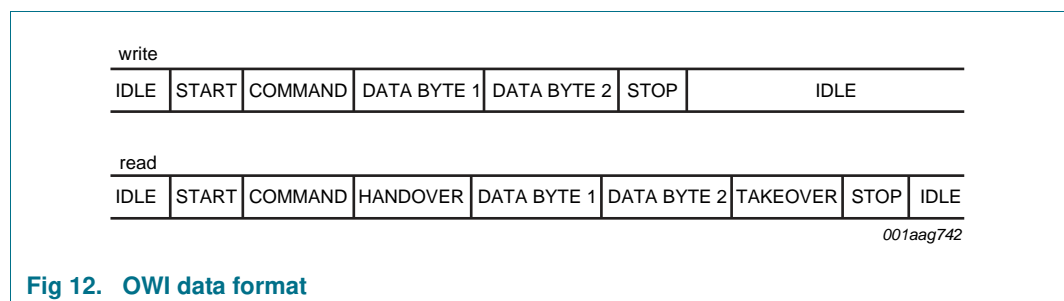 write
IDLE START COMMAND DATA BYTE 1 DATA BYTE 2 STOP IDLE
read
IDLE START COMMAND HANDOVER DATA BYTE 1 DATA BYTE 2 TAKEOVER STOP IDLE
001aag742
Fig 12. OWI data format